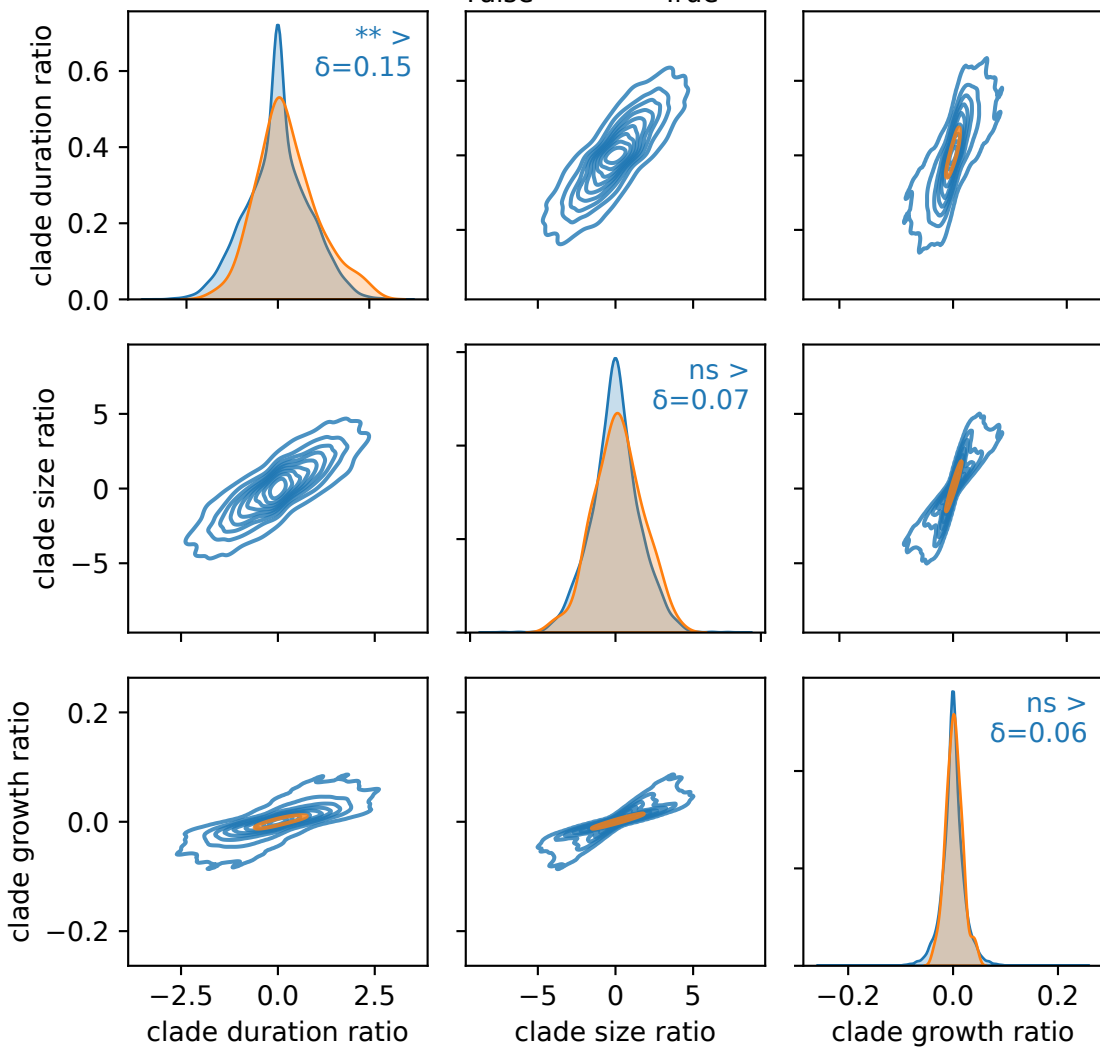 True
clade duration ratio
0.6
0.4
0.2
0.0
** >
δ=0.15
clade size ratio
5
0
−5
ns >
δ=0.07
clade growth ratio
0.2
0.0
−0.2
ns >
δ=0.06
−2.5 0.0 2.5
−5 0 5
−0.2 0.0 0.2
clade duration ratio
clade size ratio
clade growth ratio